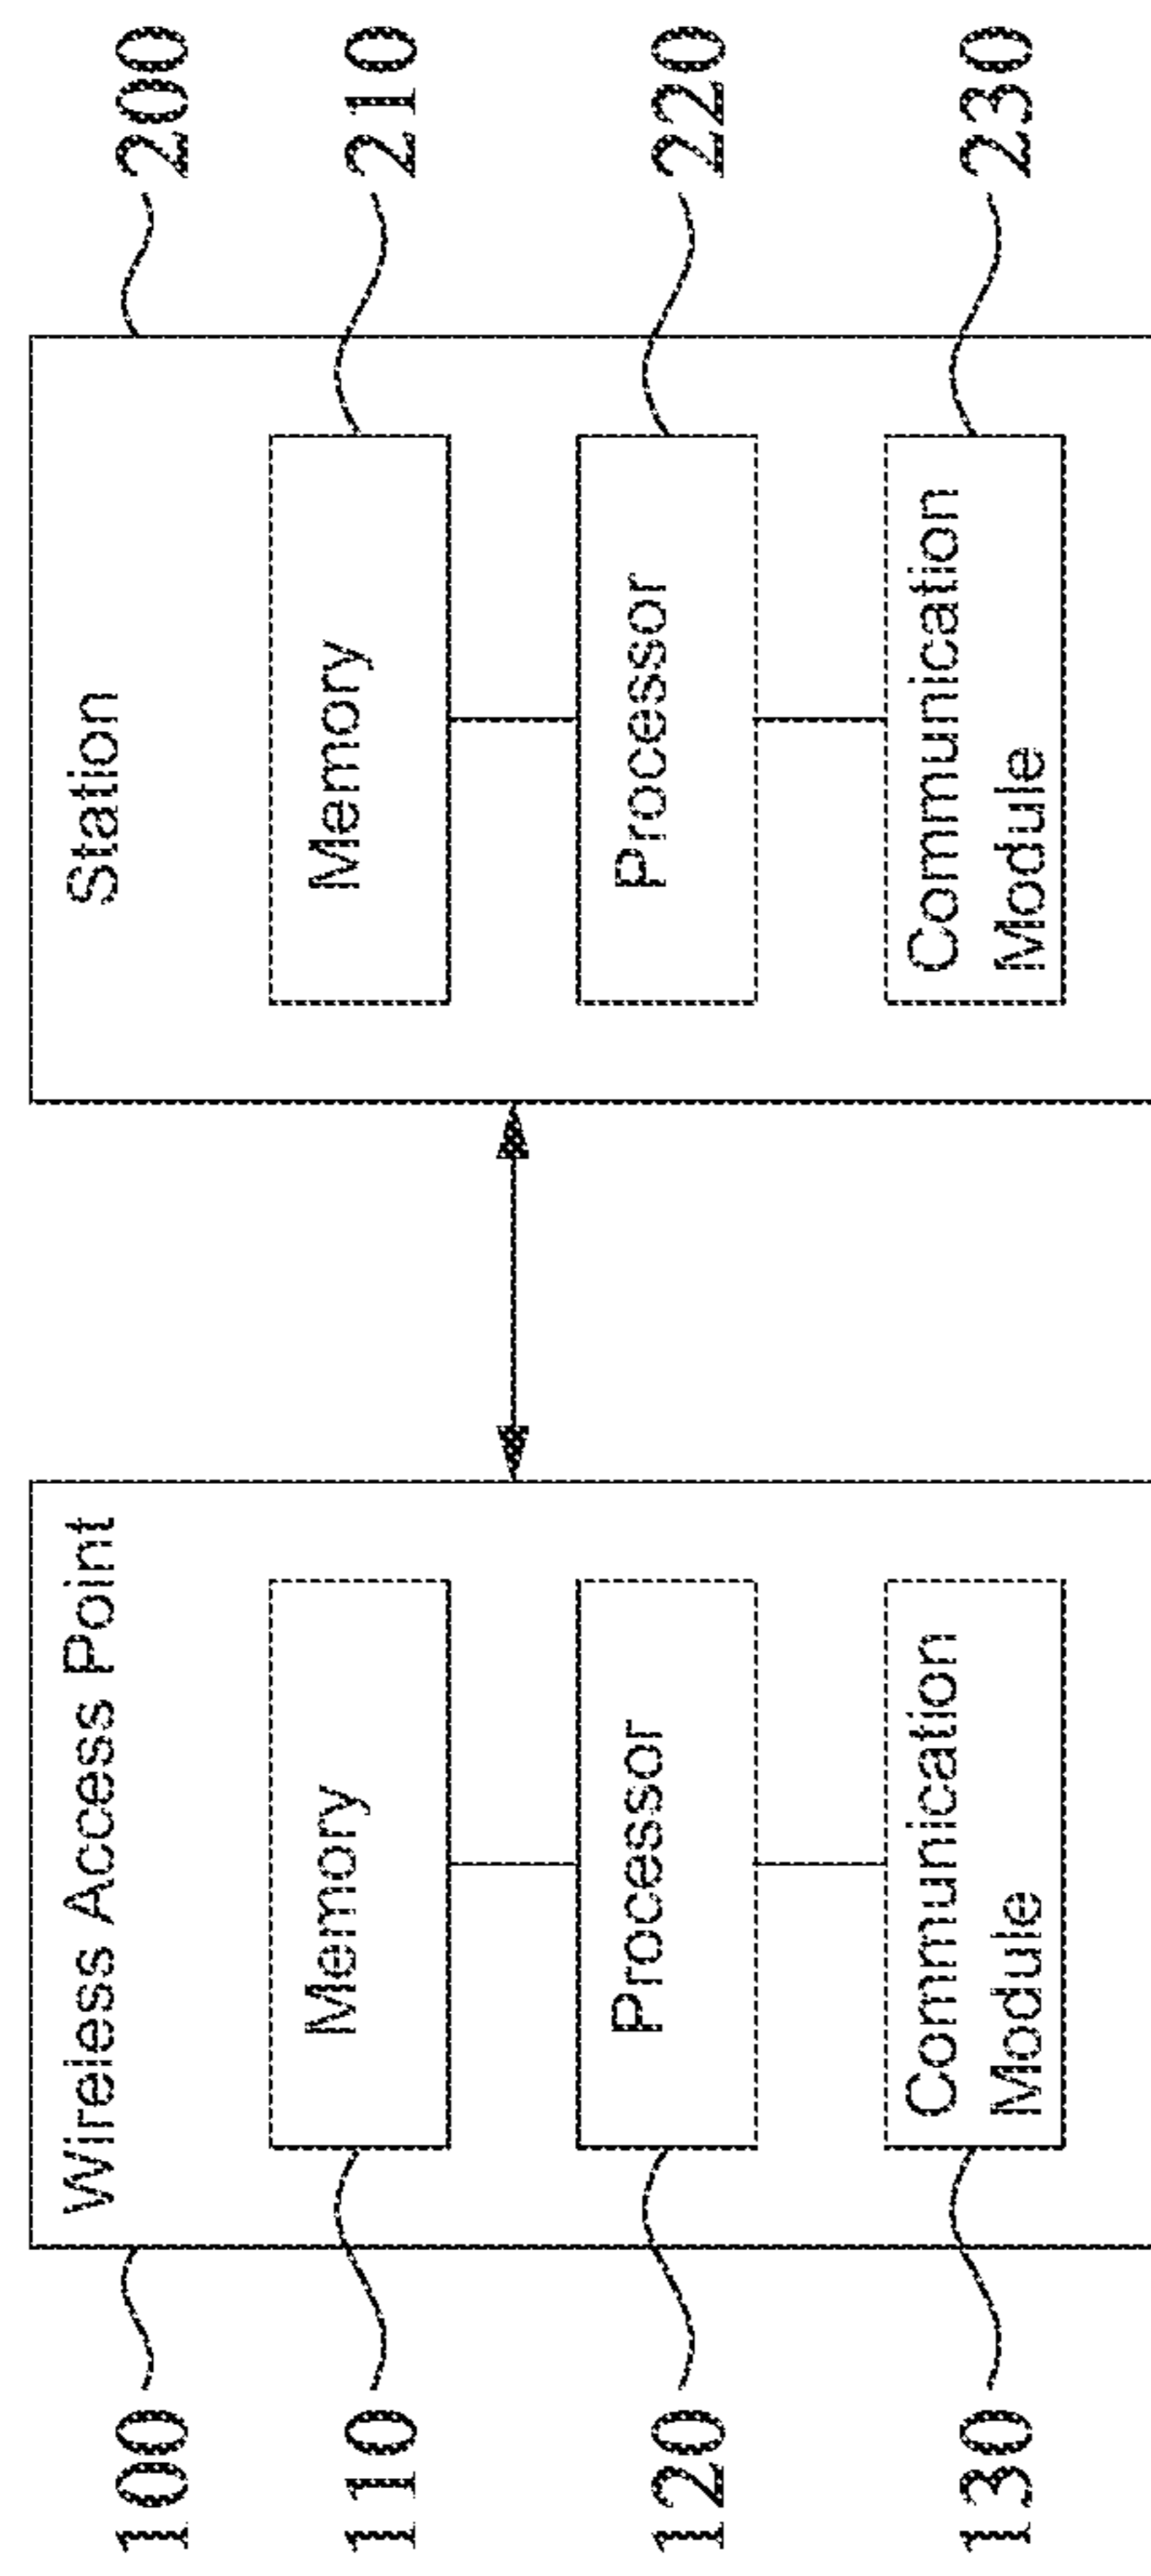 Wireless Access Point
Memory
Processor
Communication
Module
100
110
120
130
Station
Memory
Processor
Communication
Module
200
210
220
230